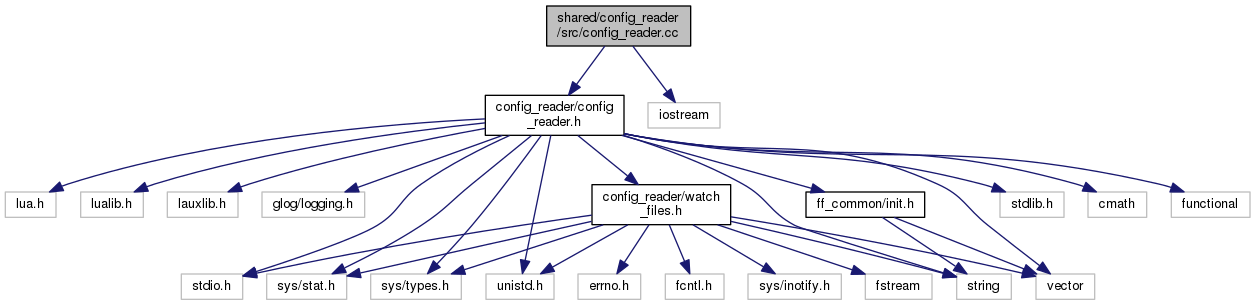 shared/config_reader
/src/config_reader.cc
config_reader/config
_reader.h
iostream
lua.h
lualib.h
lauxlib.h
glog/logging.h
config_reader/watch
_files.h
ff_common/init.h
stdlib.h
cmath
functional
stdio.h
sys/stat.h
sys/types.h
unistd.h
errno.h
fcntl.h
sys/inotify.h
fstream
string
vector